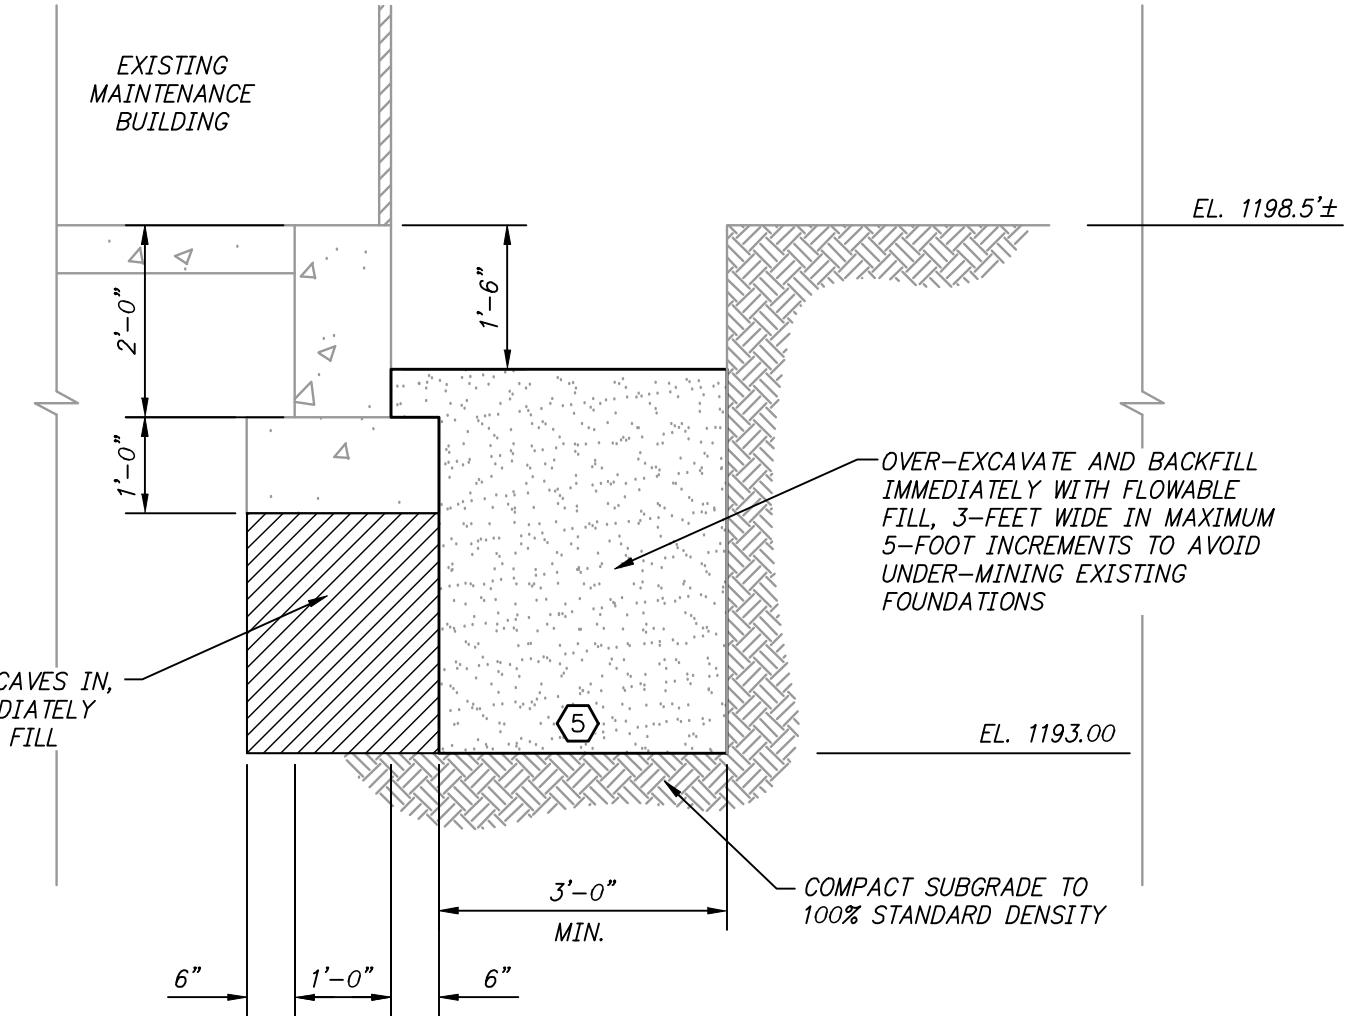 EXISTING
MAINTENANCE
BUILDING
EL. 1198.5'±
1'-6"
2'-0"
1'-0"
OVER-EXCAVATE AND BACKFILL
IMMEDIATELY WITH FLOWABLE
FILL, 3-FEET WIDE IN MAXIMUM
5-FOOT INCREMENTS TO AVOID
UNDER-MINING EXISTING
FOUNDATIONS
CAVES IN,
DIATELY
FILL
5
EL. 1193.00
COMPACT SUBGRADE TO
100% STANDARD DENSITY
3'-0"
MIN.
6"
1'-0"
6"